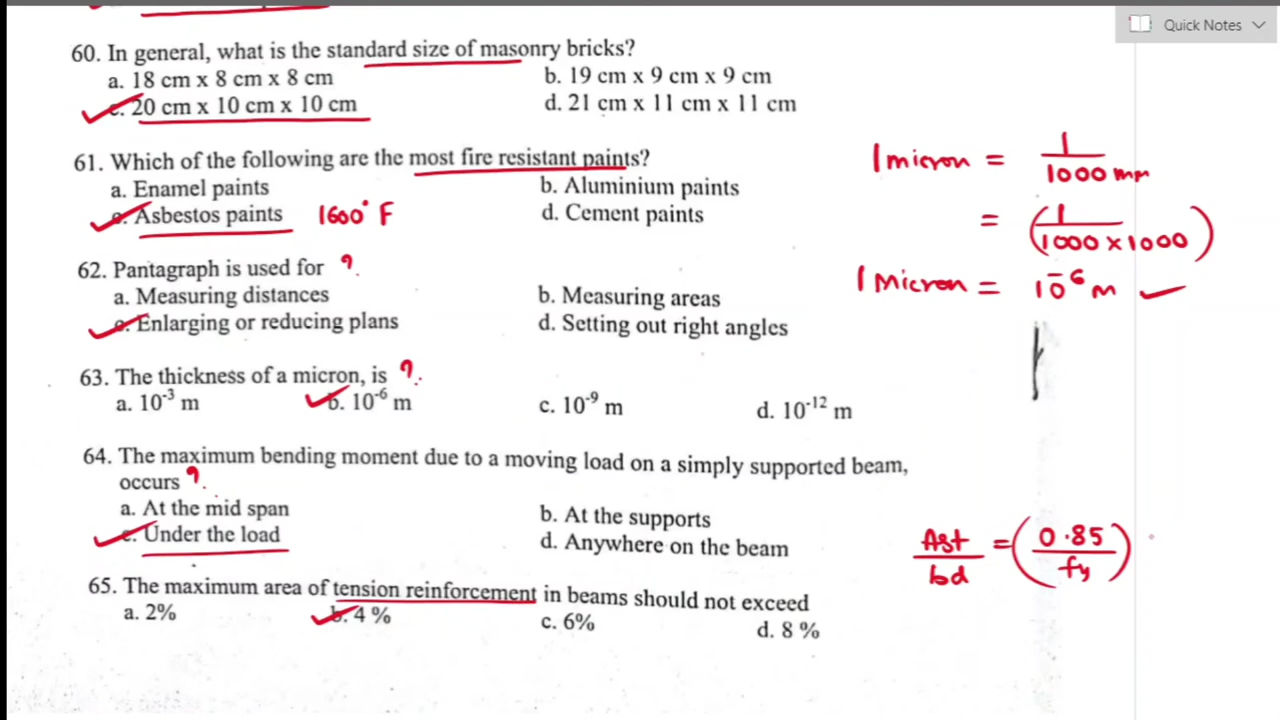 Quick Notes
60. In general, what is the standard size of masonry bricks?
a. 18 cm x 8 cm x 8 cm
b. 19 cm x 9 cm x 9 cm
c. 20 cm x 10 cm x 10 cm
d. 21 cm x 11 cm x 11 cm
61. Which of the following are the most fire resistant paints?
a. Enamel paints
b. Aluminium paints
c. Asbestos paints 1600° F
d. Cement paints
62. Pantagraph is used for ?
a. Measuring distances
b. Measuring areas
c. Enlarging or reducing plans
d. Setting out right angles
63. The thickness of a micron, is ?
a. 10⁻³ m
b. 10⁻⁶ m
c. 10⁻⁹ m
d. 10⁻¹² m
64. The maximum bending moment due to a moving load on a simply supported beam,
occurs ?
a. At the mid span
b. At the supports
c. Under the load
d. Anywhere on the beam
65. The maximum area of tension reinforcement in beams should not exceed
a. 2%
b. 4 %
c. 6%
d. 8 %
1 micron = 1/1000 mm
= (1/1000 x 1000)
1 Micron = 10⁻⁶ m
Ast/bd = (0.85/fy)